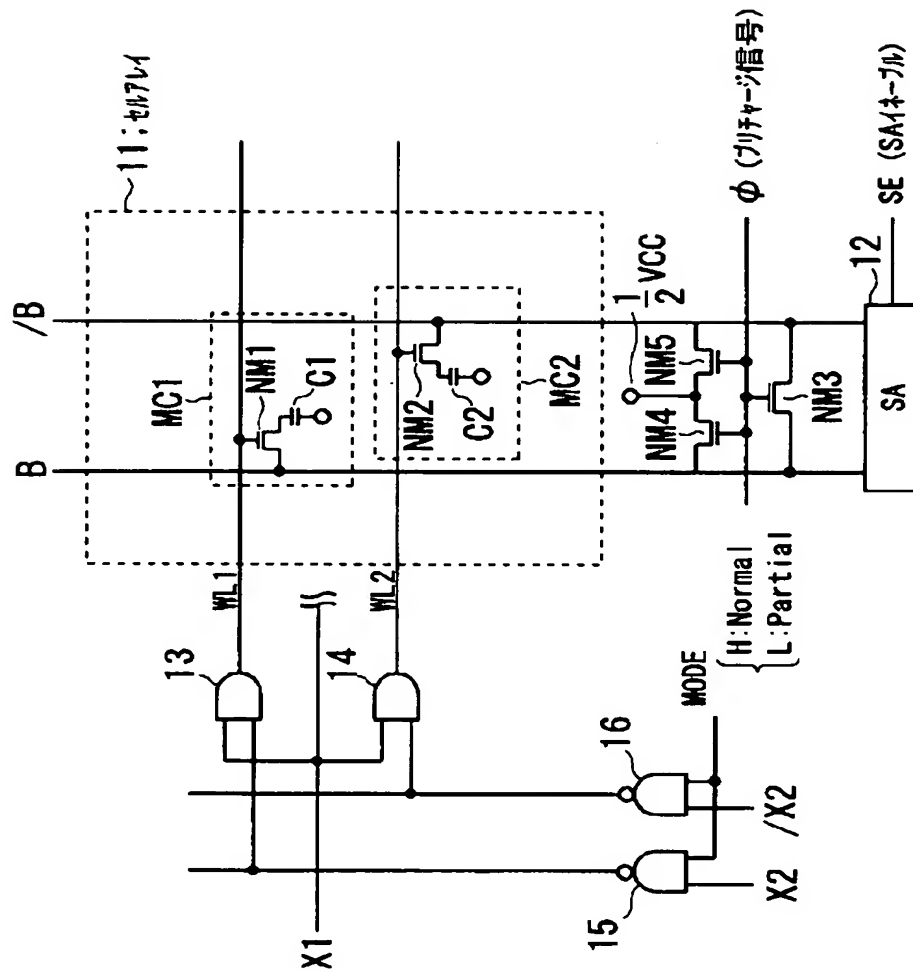 11;セルアレイ
B
/B
MC1
NM1
C1
WL1
13
NM2
C2
MC2
WL2
14
X1
1/2 VCC
NM4
NM5
φ (プリチャージ信号)
NM3
12
SA
SE (SAイネーブル)
MODE
H:Normal
L:Partial
16
15
/X2
X2